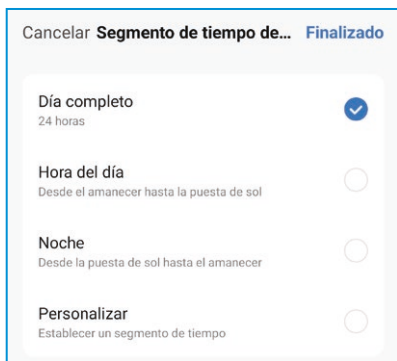 Cancelar Segmento de tiempo de... Finalizado
Día completo
24 horas
Hora del día
Desde el amanecer hasta la puesta de sol
Noche
Desde la puesta de sol hasta el amanecer
Personalizar
Establecer un segmento de tiempo